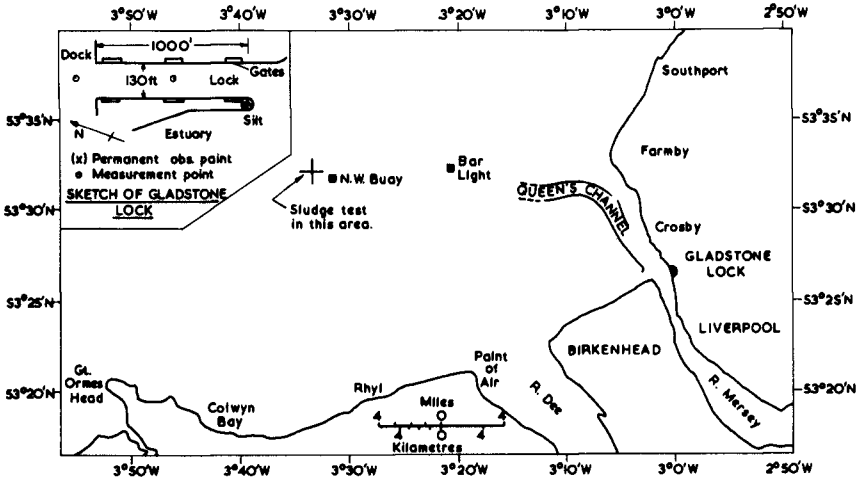 3°50'W 3°40'W 3°30'W 3°20'W 3°10'W 3°0'W 2°50'W
1000'
Dock
Gates
130ft
Lock
Silt
N
Estuary
(x) Permanent obs. point
Measurement point
SKETCH OF GLADSTONE
LOCK
53°35'N
53°30'N
53°25'N
53°20'N
N.W. Buoy
Sludge test
in this area.
Bar
Light
QUEEN'S CHANNEL
Southport
Farmby
Crosby
GLADSTONE
LOCK
LIVERPOOL
BIRKENHEAD
R. Mersey
R. Dee
Point
of
Air
Rhyl
Colwyn
Bay
Gt.
Ormes
Head
Miles
4 0 4
4 0 4
Kilometres
53°35'N
53°30'N
53°25'N
53°20'N
3°50'W 3°40'W 3°30'W 3°20'W 3°10'W 3°0'W 2°50'W